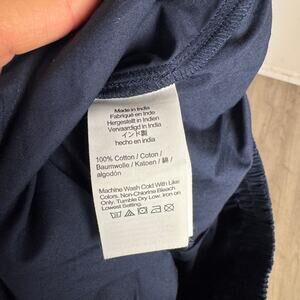 Made in India
Fabriqué en Inde
Hergestellt in Indien
Vervaardigd in India
インド製
hecho en India
100% Cotton / Coton /
Baumwolle / Katoen / 綿 /
algodón
Machine Wash Cold With Like
Colors. Non-Chlorine Bleach
Only. Tumble Dry Low. Iron on
Lowest Setting.